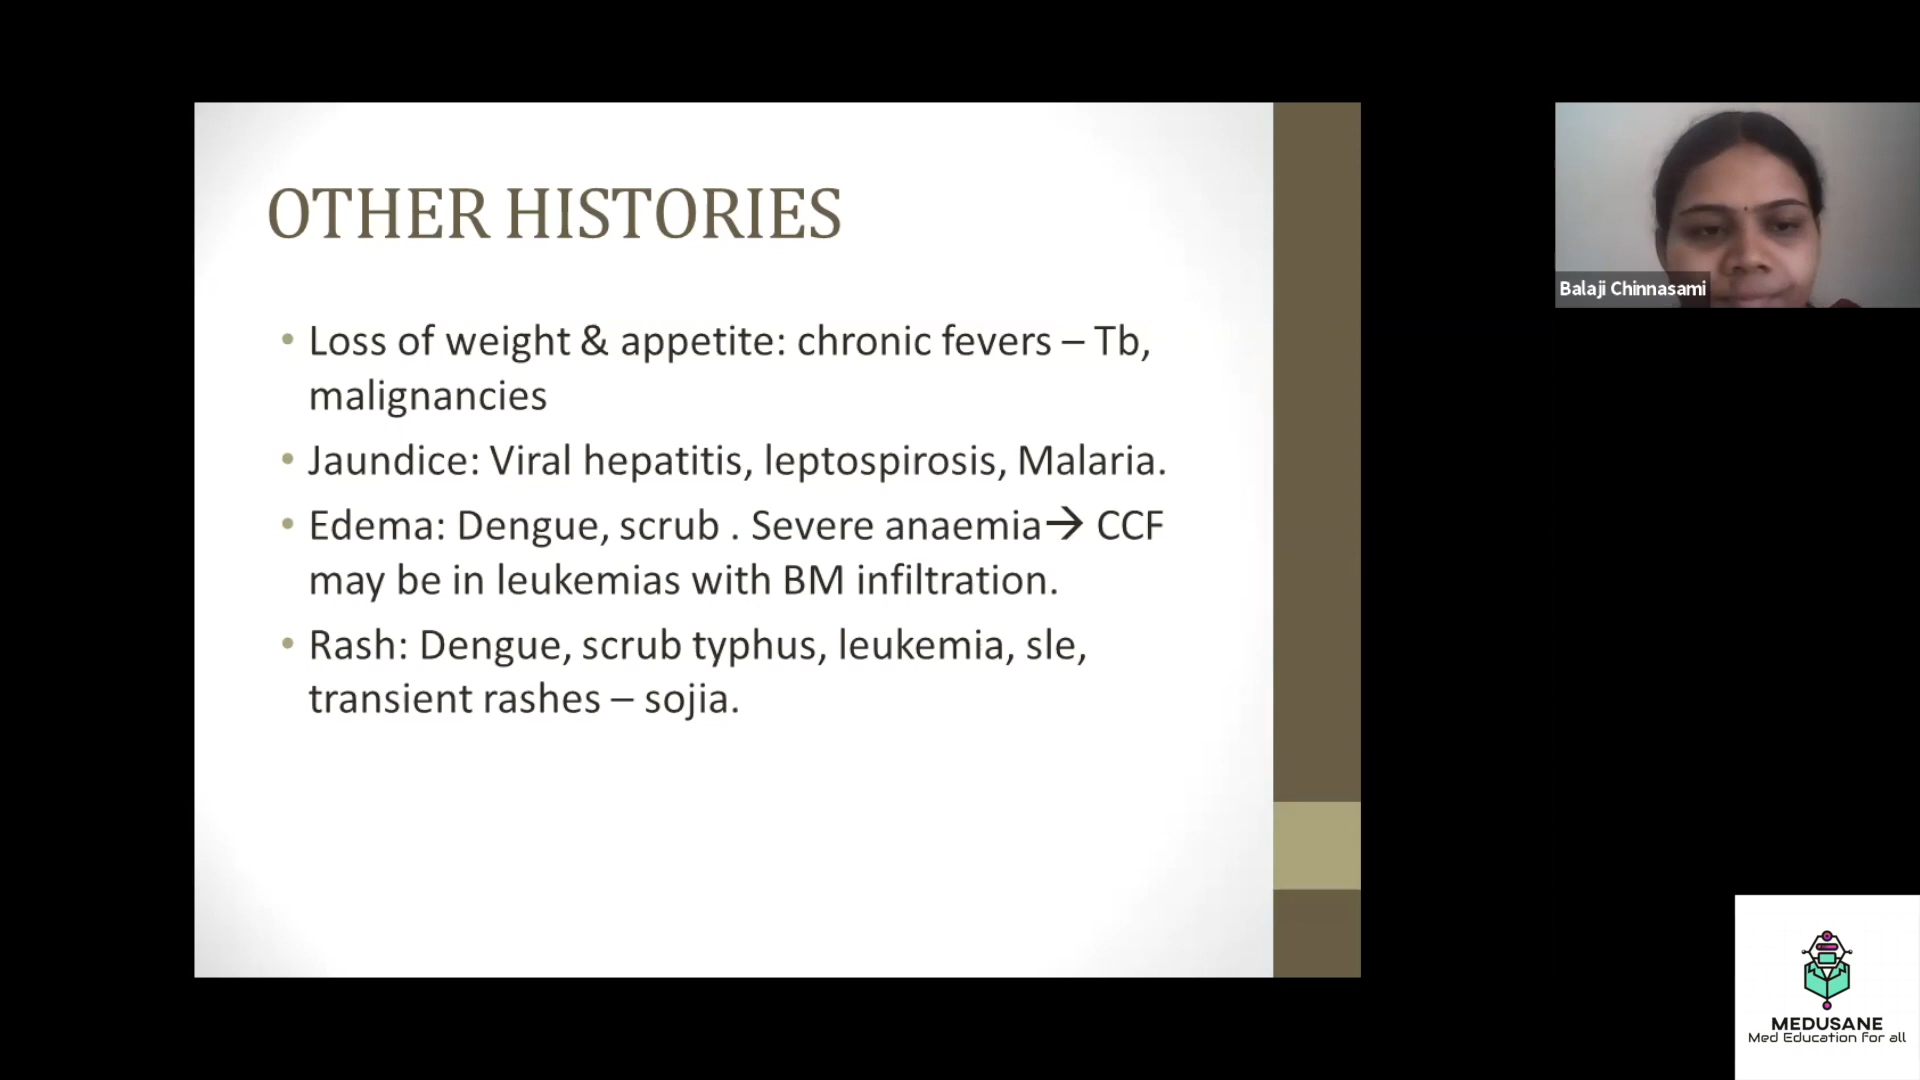 OTHER HISTORIES
• Loss of weight & appetite: chronic fevers – Tb,
malignancies
• Jaundice: Viral hepatitis, leptospirosis, Malaria.
• Edema: Dengue, scrub . Severe anaemia→ CCF
may be in leukemias with BM infiltration.
• Rash: Dengue, scrub typhus, leukemia, sle,
transient rashes – sojia.
Balaji Chinnasami
MEDUSANE
Med Education for all